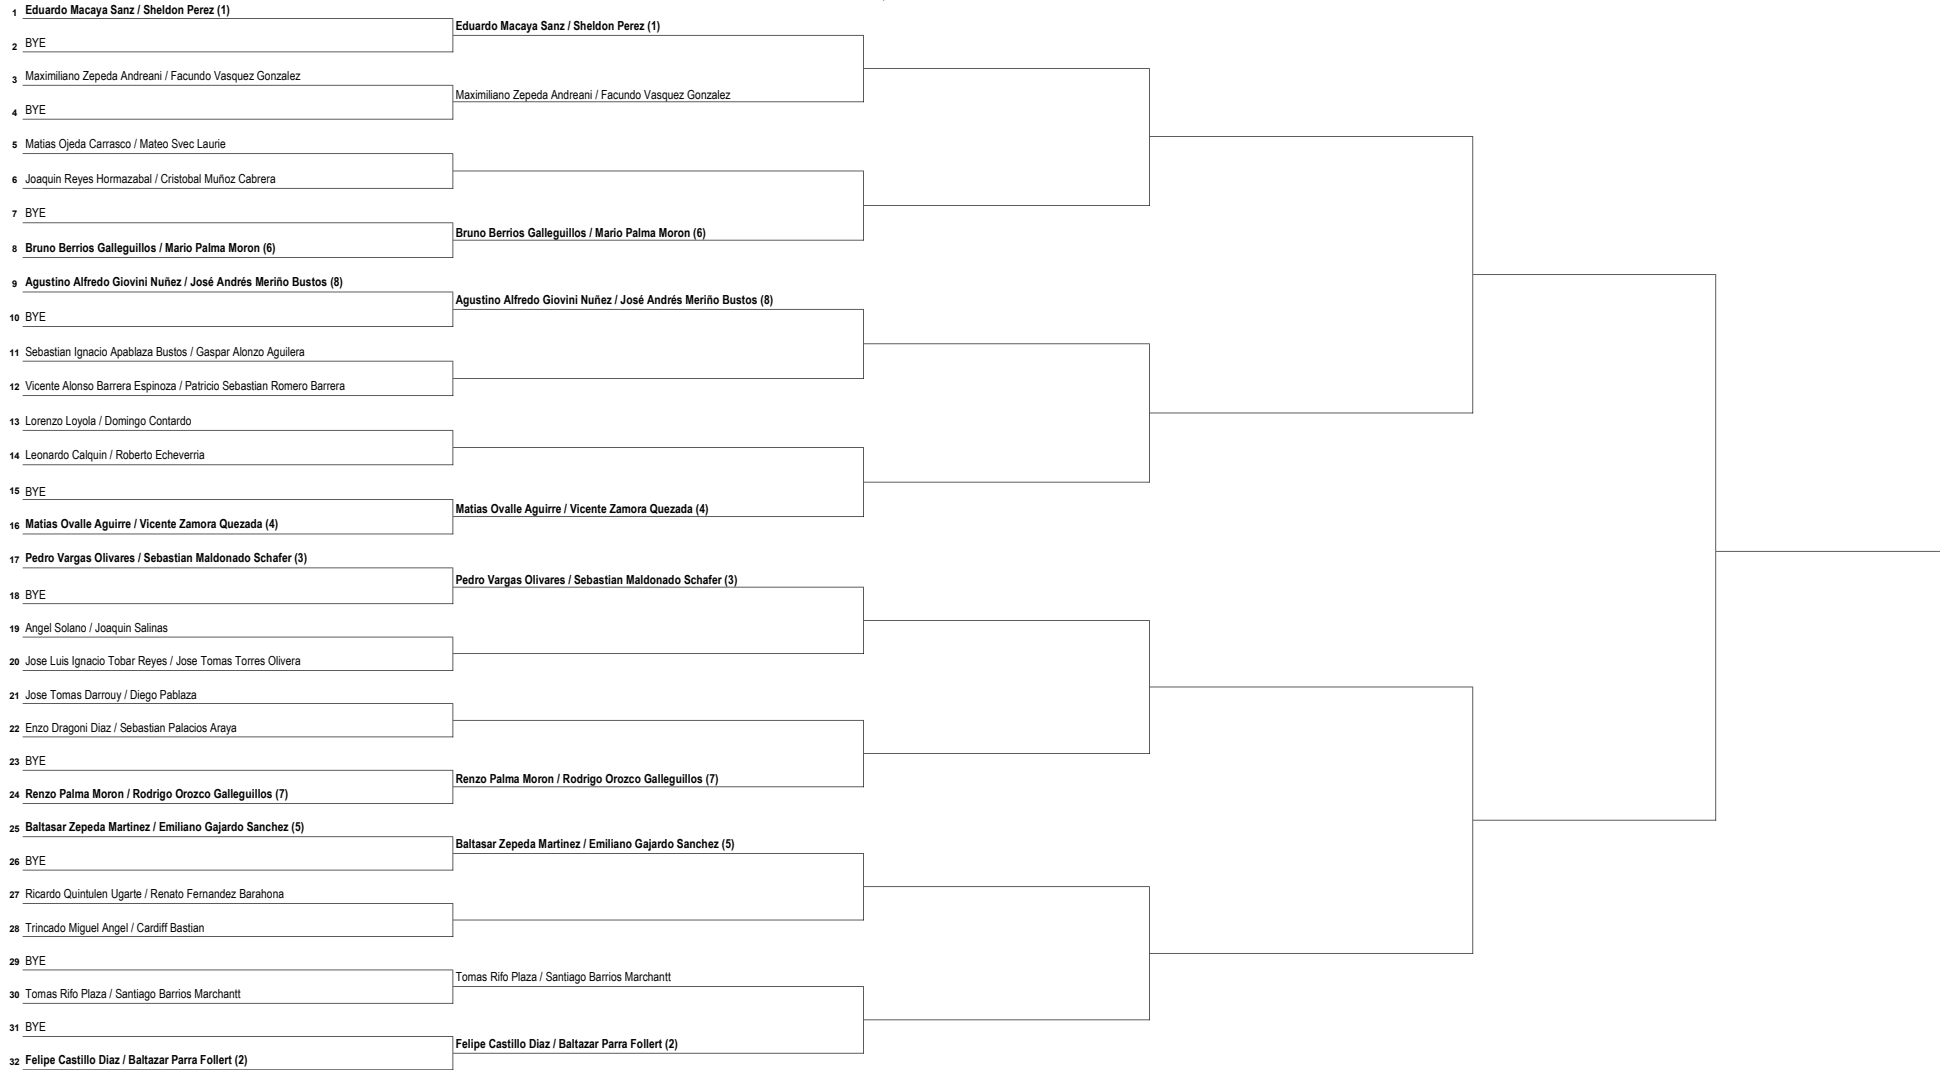 1 Eduardo Macaya Sanz / Sheldon Perez (1)
Eduardo Macaya Sanz / Sheldon Perez (1)
2 BYE
3 Maximiliano Zepeda Andreani / Facundo Vasquez Gonzalez
Maximiliano Zepeda Andreani / Facundo Vasquez Gonzalez
4 BYE
5 Matias Ojeda Carrasco / Mateo Svec Laurie
6 Joaquin Reyes Hormazabal / Cristobal Muñoz Cabrera
7 BYE
Bruno Berrios Galleguillos / Mario Palma Moron (6)
8 Bruno Berrios Galleguillos / Mario Palma Moron (6)
9 Agustino Alfredo Giovini Nuñez / José Andrés Meriño Bustos (8)
Agustino Alfredo Giovini Nuñez / José Andrés Meriño Bustos (8)
10 BYE
11 Sebastian Ignacio Apablaza Bustos / Gaspar Alonzo Aguilera
12 Vicente Alonso Barrera Espinoza / Patricio Sebastian Romero Barrera
13 Lorenzo Loyola / Domingo Contardo
14 Leonardo Calquin / Roberto Echeverria
15 BYE
Matias Ovalle Aguirre / Vicente Zamora Quezada (4)
16 Matias Ovalle Aguirre / Vicente Zamora Quezada (4)
17 Pedro Vargas Olivares / Sebastian Maldonado Schafer (3)
Pedro Vargas Olivares / Sebastian Maldonado Schafer (3)
18 BYE
19 Angel Solano / Joaquin Salinas
20 Jose Luis Ignacio Tobar Reyes / Jose Tomas Torres Olivera
21 Jose Tomas Darrouy / Diego Pablaza
22 Enzo Dragoni Diaz / Sebastian Palacios Araya
23 BYE
Renzo Palma Moron / Rodrigo Orozco Galleguillos (7)
24 Renzo Palma Moron / Rodrigo Orozco Galleguillos (7)
25 Baltasar Zepeda Martinez / Emiliano Gajardo Sanchez (5)
Baltasar Zepeda Martinez / Emiliano Gajardo Sanchez (5)
26 BYE
27 Ricardo Quintulen Ugarte / Renato Fernandez Barahona
28 Trincado Miguel Angel / Cardiff Bastian
29 BYE
Tomas Rifo Plaza / Santiago Barrios Marchantt
30 Tomas Rifo Plaza / Santiago Barrios Marchantt
31 BYE
Felipe Castillo Diaz / Baltazar Parra Follert (2)
32 Felipe Castillo Diaz / Baltazar Parra Follert (2)